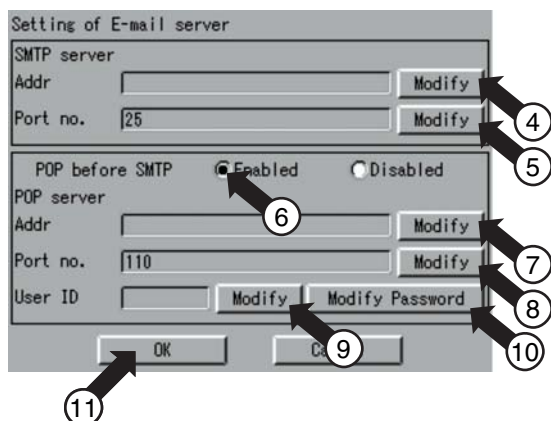 Setting of E-mail server
SMTP server
Addr Modify
4
Port no. 25 Modify
5
POP before SMTP Enabled Disabled
6
POP server
Addr Modify
7
Port no. 110 Modify
8
User ID Modify Modify Password
9
10
OK
11